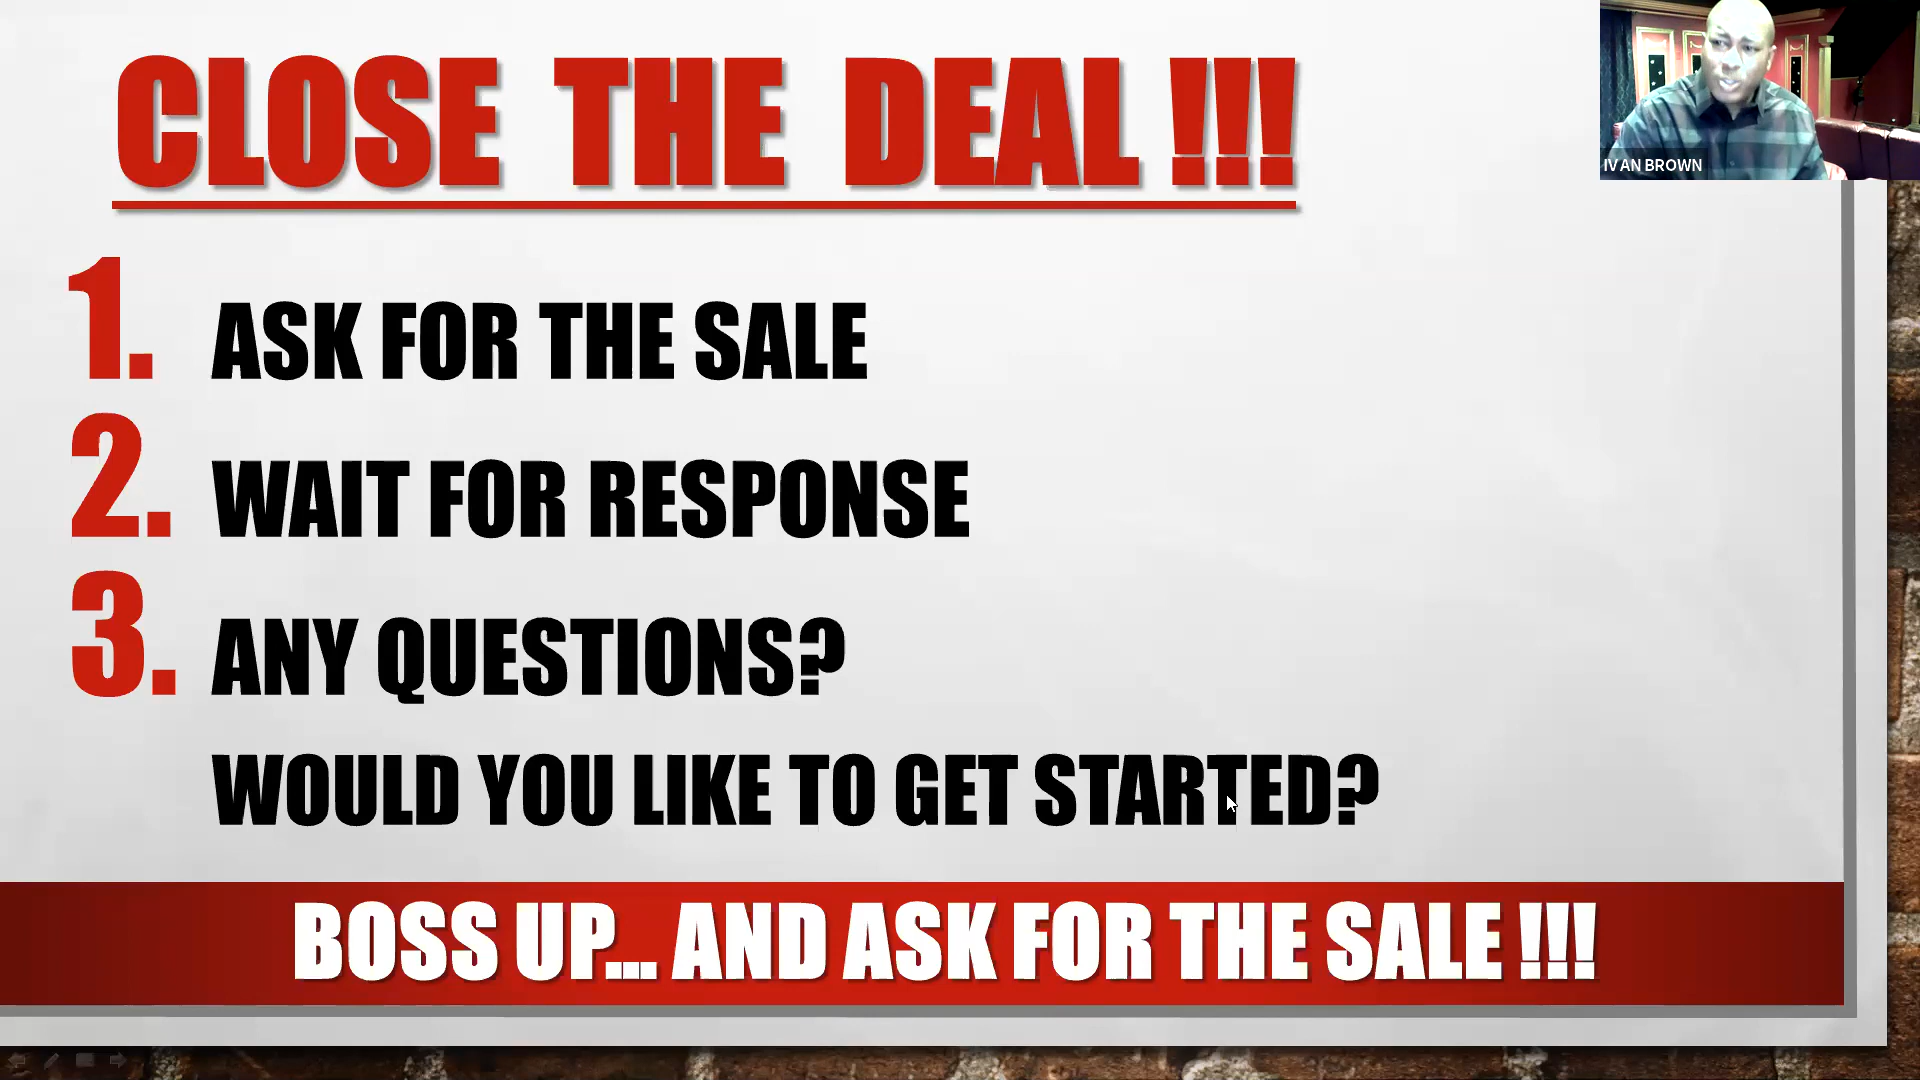 CLOSE THE DEAL !!!
IVAN BROWN
1. ASK FOR THE SALE
2. WAIT FOR RESPONSE
3. ANY QUESTIONS?
WOULD YOU LIKE TO GET STARTED?
BOSS UP... AND ASK FOR THE SALE !!!